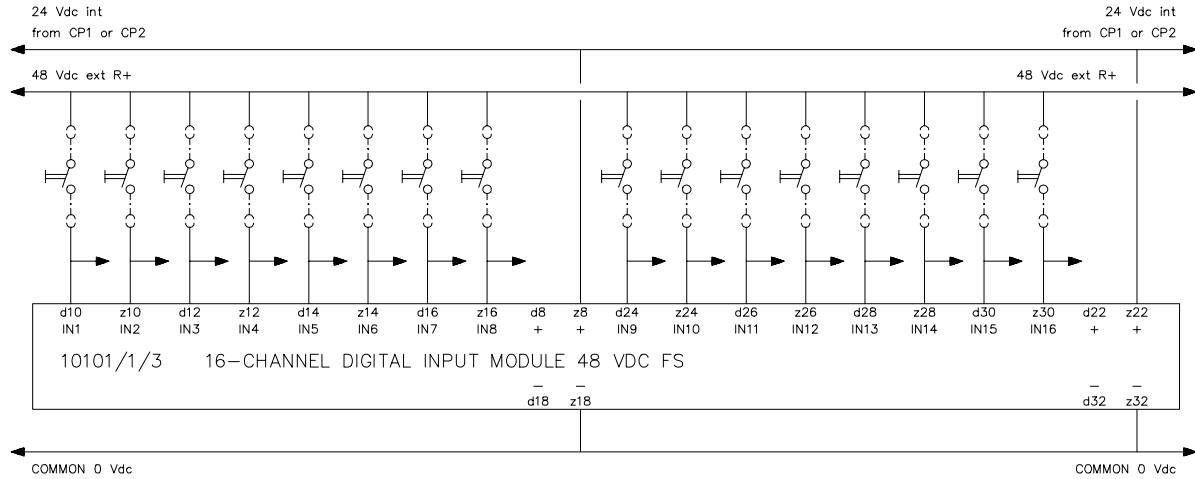 24 Vdc int
from CP1 or CP2
24 Vdc int
from CP1 or CP2
48 Vdc ext R+
48 Vdc ext R+
d10 z10 d12 z12 d14 z14 d16 z16 d8 z8 d24 z24 d26 z26 d28 z28 d30 z30 d22 z22
IN1 IN2 IN3 IN4 IN5 IN6 IN7 IN8 + + IN9 IN10 IN11 IN12 IN13 IN14 IN15 IN16 + +
10101/1/3 16-CHANNEL DIGITAL INPUT MODULE 48 VDC FS
− − − −
d18 z18 d32 z32
COMMON 0 Vdc
COMMON 0 Vdc